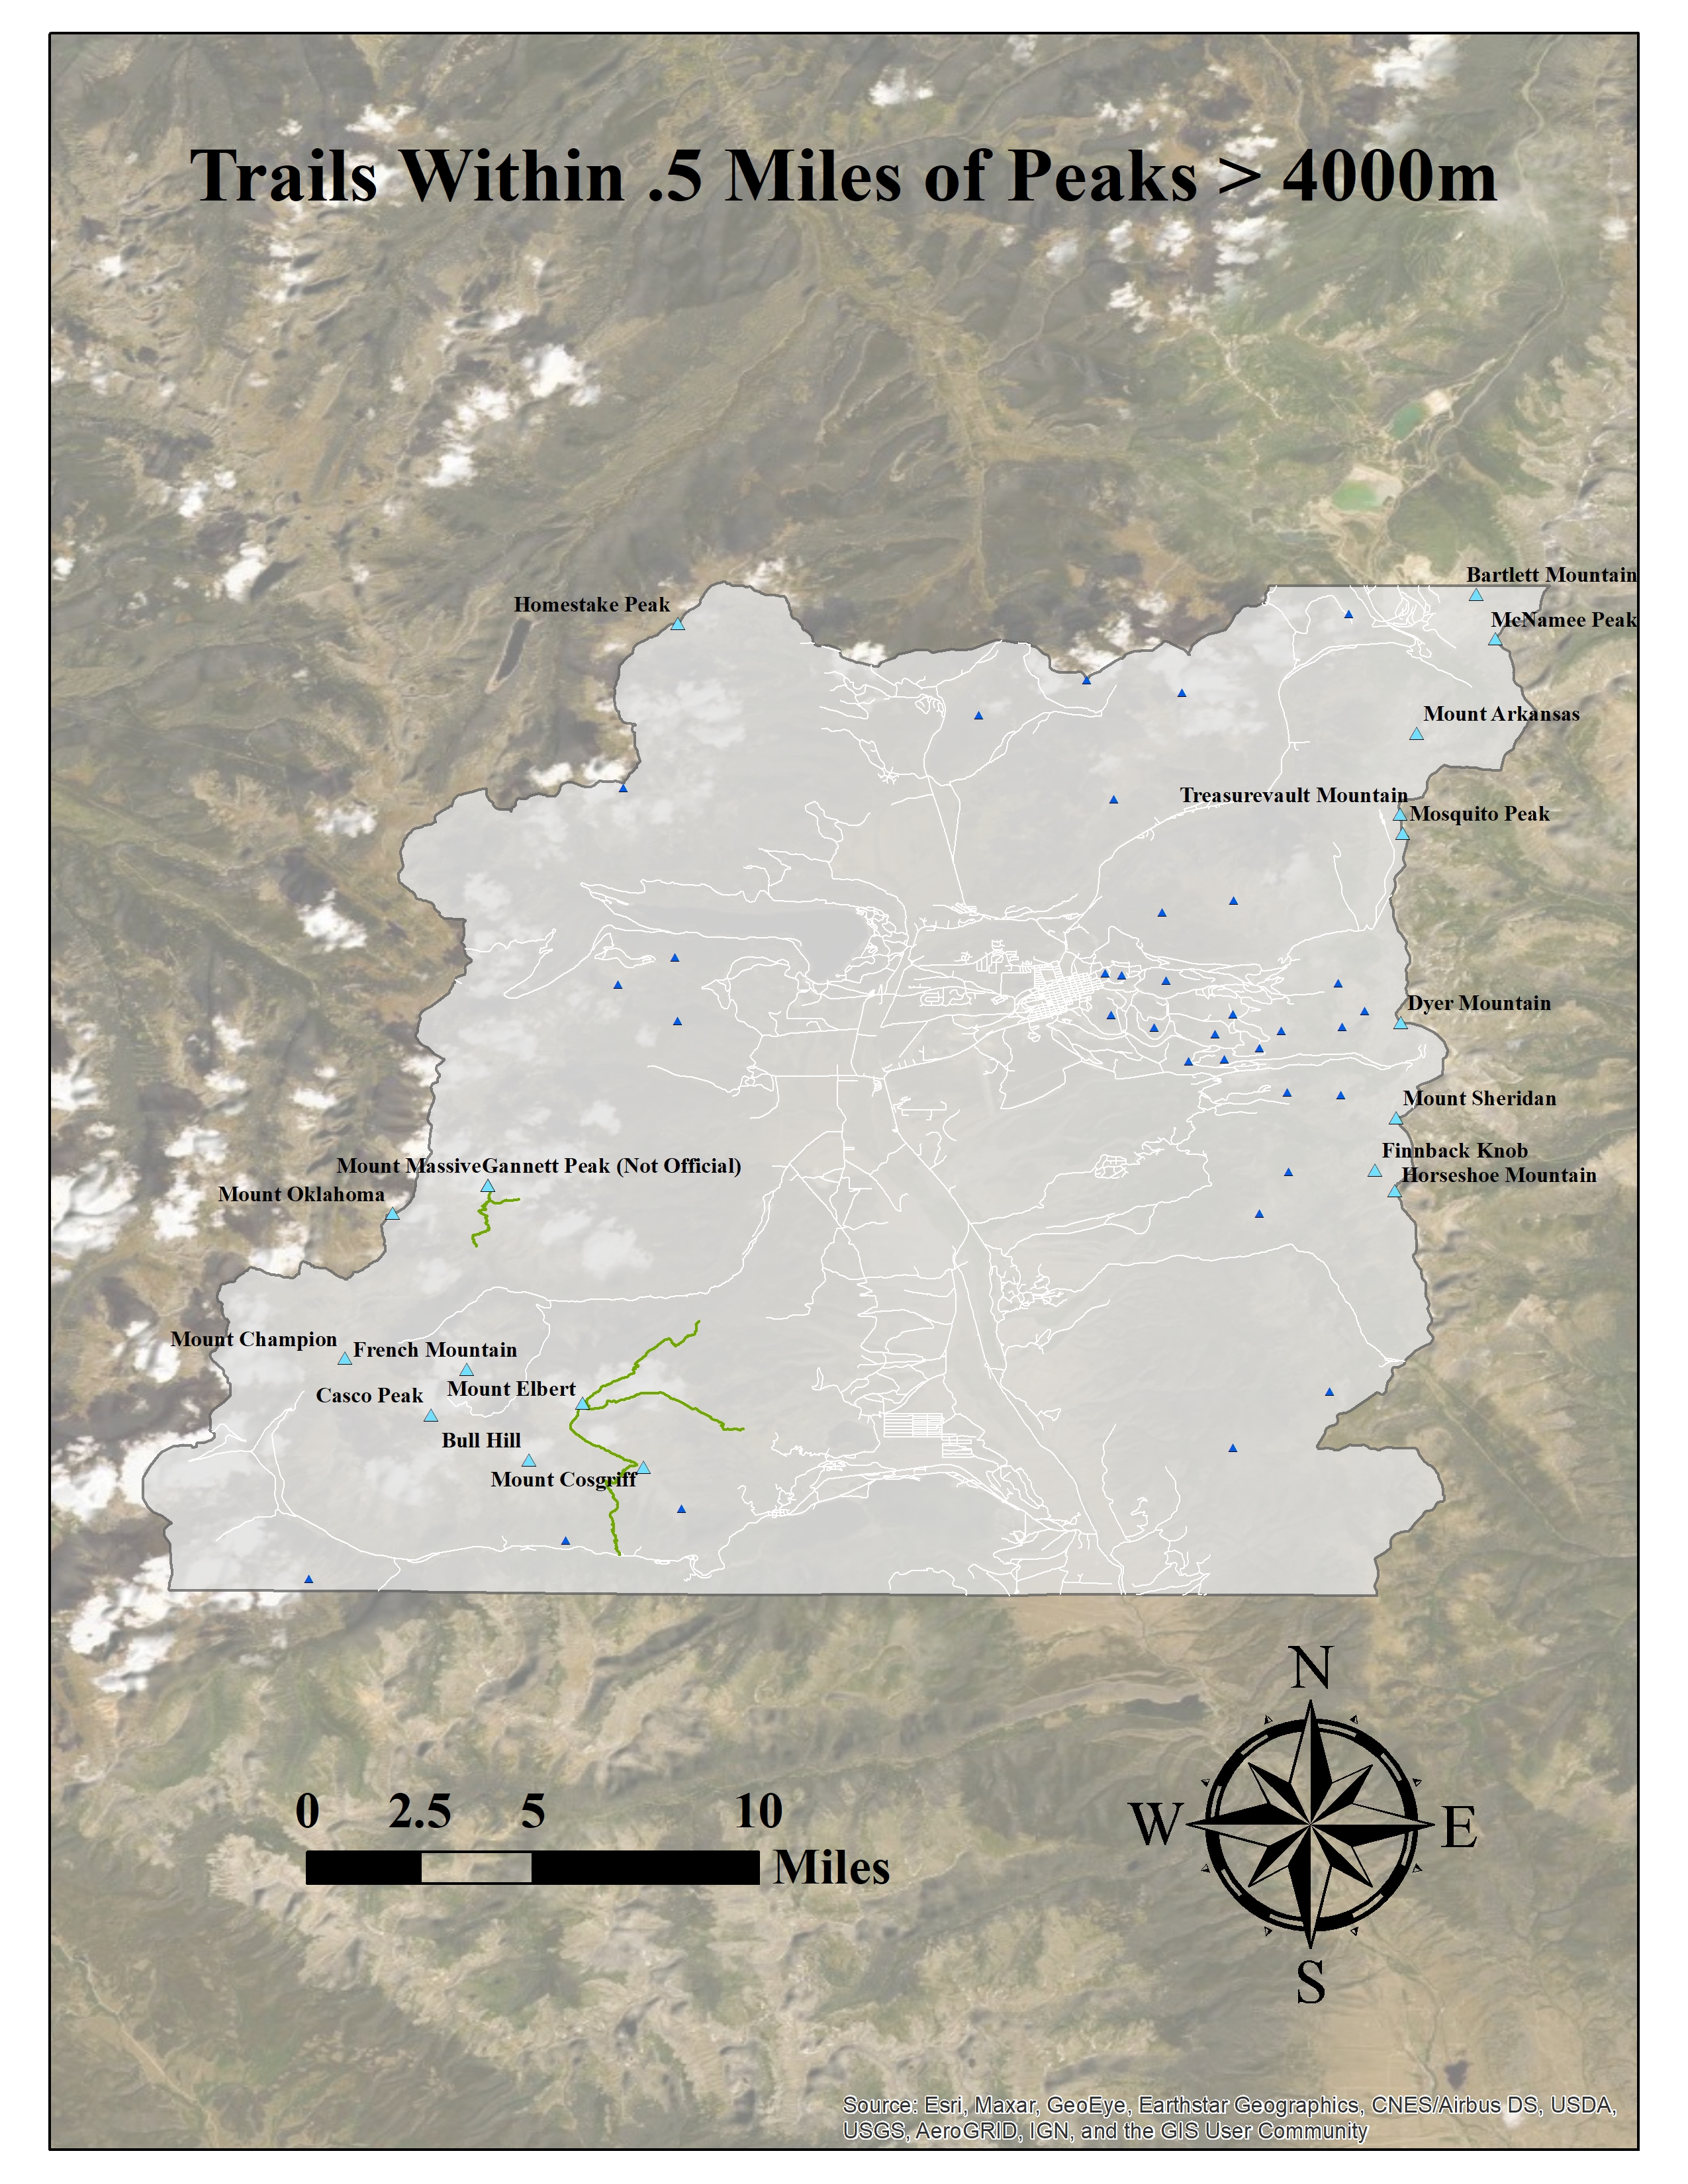 Trails Within .5 Miles of Peaks > 4000m
Bartlett Mountain
Homestake Peak
McNamee Peak
Mount Arkansas
Treasurevault Mountain
Mosquito Peak
Dyer Mountain
Mount Sheridan
Finnback Knob
Mount MassiveGannett Peak (Not Official)
Horseshoe Mountain
Mount Oklahoma
Mount Champion
French Mountain
Mount Elbert
Casco Peak
Bull Hill
Mount Cosgriff
N
W
E
S
0 2.5 5 10
Miles
Source: Esri, Maxar, GeoEye, Earthstar Geographics, CNES/Airbus DS, USDA,
USGS, AeroGRID, IGN, and the GIS User Community